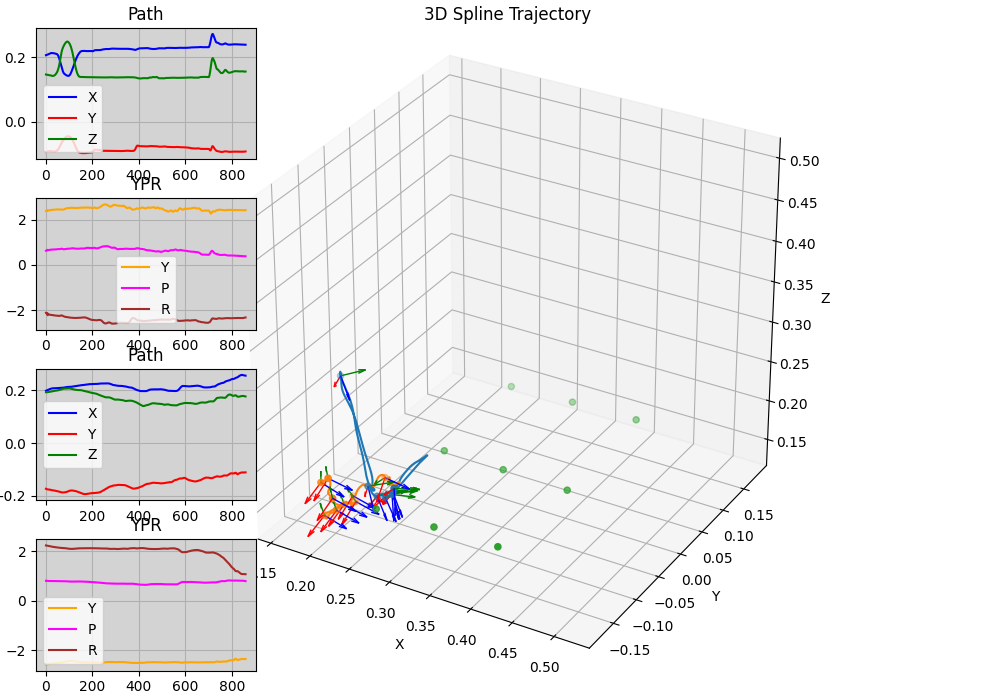 Path
0.2
0.0
X
Y
Z
0 200 400 600 800
YPR
2
0
−2
Y
P
R
0 200 400 600 800
Path
0.2
0.0
−0.2
X
Y
Z
0 200 400 600 800
YPR
2
0
−2
Y
P
R
0 200 400 600 800
3D Spline Trajectory
0.50
0.45
0.40
0.35
0.30
0.25
0.20
0.15
Z
0.15
0.10
0.05
0.00
−0.05
−0.10
−0.15
Y
.15
0.20
0.25
0.30
0.35
0.40
0.45
0.50
X